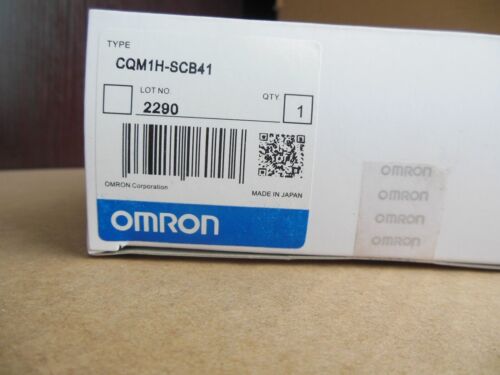 TYPE
CQM1H-SCB41
LOT NO.
QTY.
2290
1
OMRON Corporation
MADE IN JAPAN
OMRON
OMRON
OMRON
OMRON
OMRON